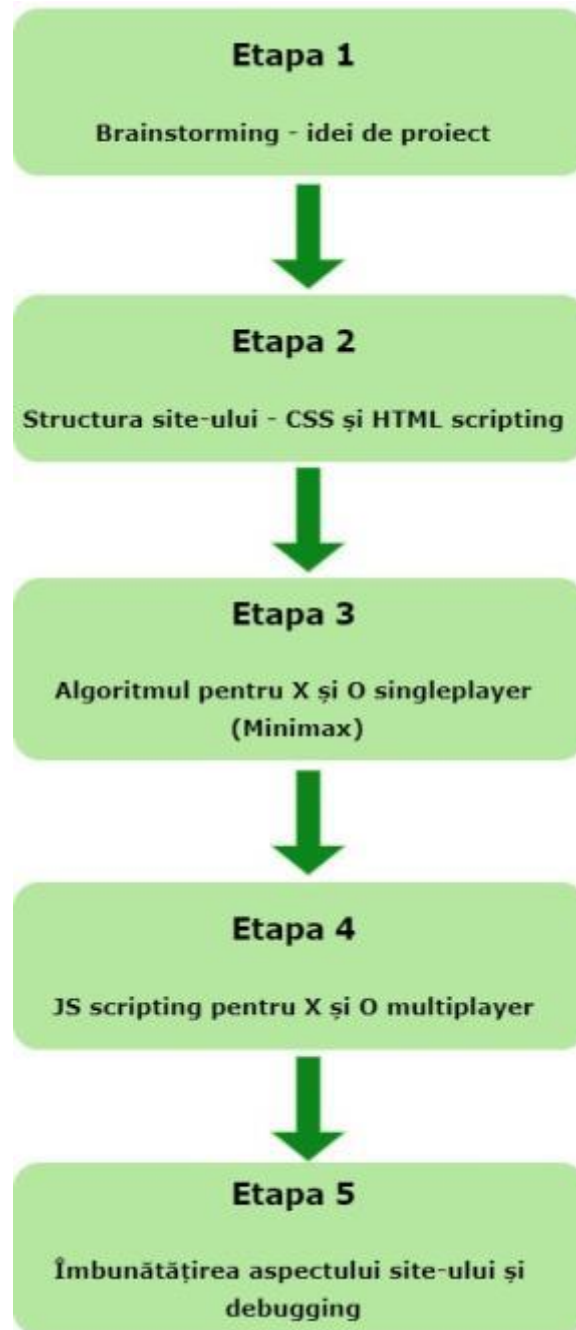 Etapa 1
Brainstorming - idei de proiect
Etapa 2
Structura site-ului - CSS și HTML scripting
Etapa 3
Algoritmul pentru X și O singleplayer
(Minimax)
Etapa 4
JS scripting pentru X și O multiplayer
Etapa 5
Îmbunătățirea aspectului site-ului și
debugging